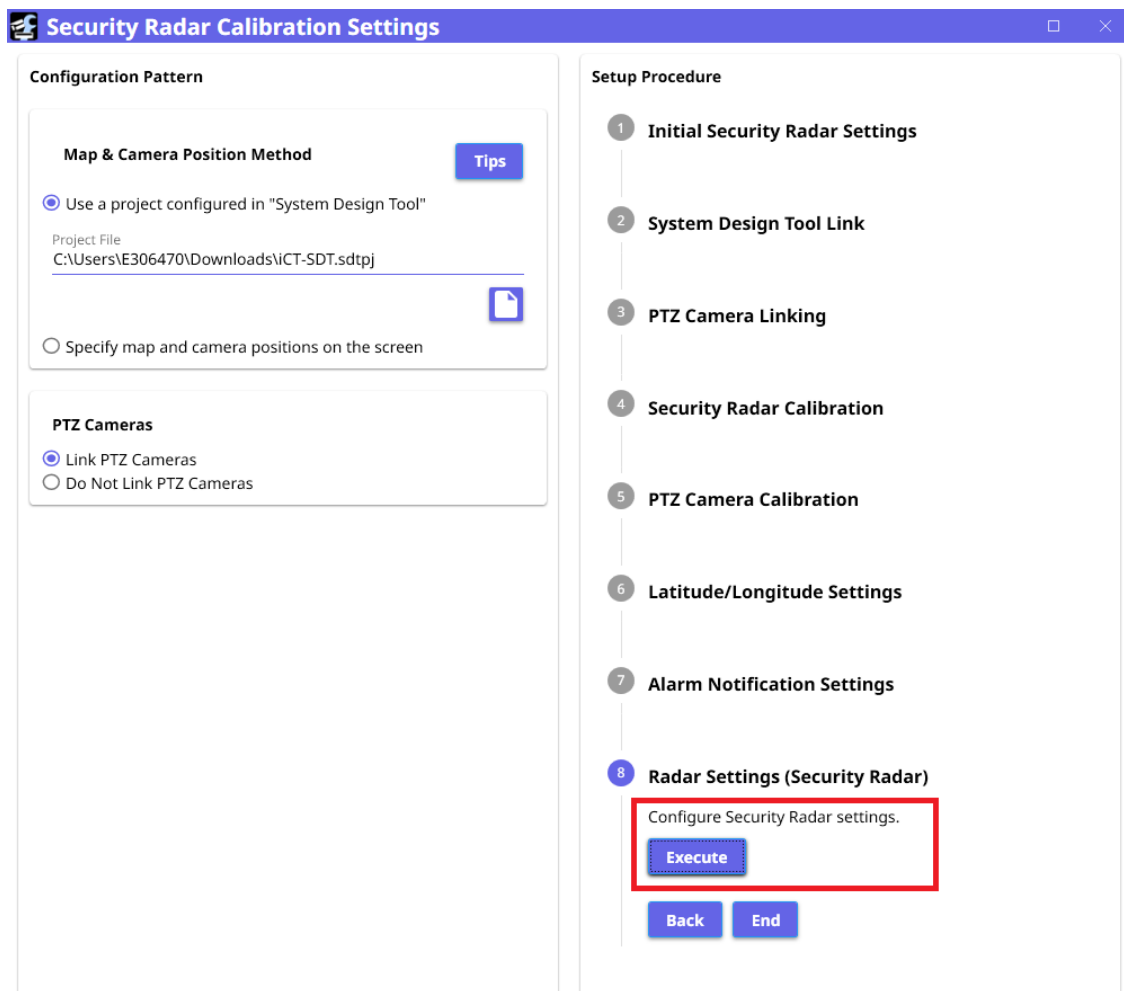 Security Radar Calibration Settings
Configuration Pattern
Map & Camera Position Method
Tips
Use a project configured in "System Design Tool"
Project File
C:\Users\E306470\Downloads\iCT-SDT.sdtpj
Specify map and camera positions on the screen
PTZ Cameras
Link PTZ Cameras
Do Not Link PTZ Cameras
Setup Procedure
1 Initial Security Radar Settings
2 System Design Tool Link
3 PTZ Camera Linking
4 Security Radar Calibration
5 PTZ Camera Calibration
6 Latitude/Longitude Settings
7 Alarm Notification Settings
8 Radar Settings (Security Radar)
Configure Security Radar settings.
Execute
Back End